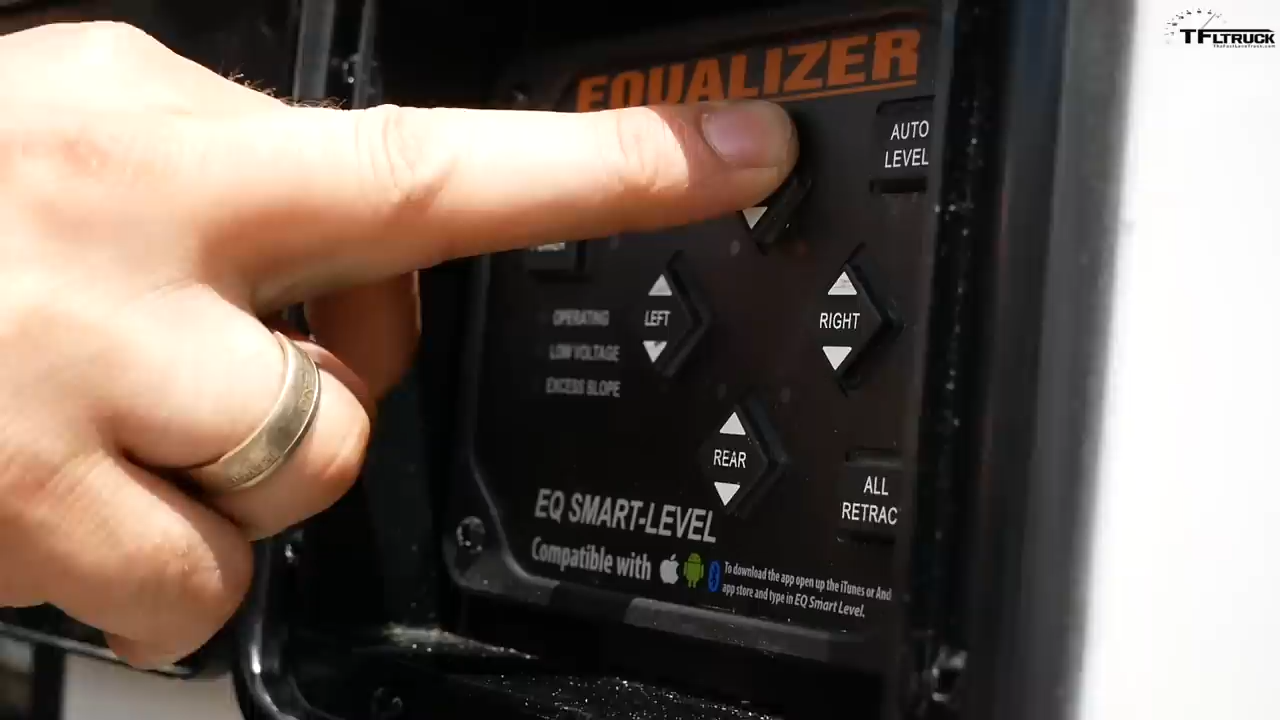 TFLTRUCK
EQUALIZER
AUTO
LEVEL
LEFT
RIGHT
OPERATING
LOW VOLTAGE
EXCESS SLOPE
REAR
ALL
RETRAC
EQ SMART-LEVEL
Compatible with
To download the app open up the iTunes or And
app store and type in EQ Smart Level.